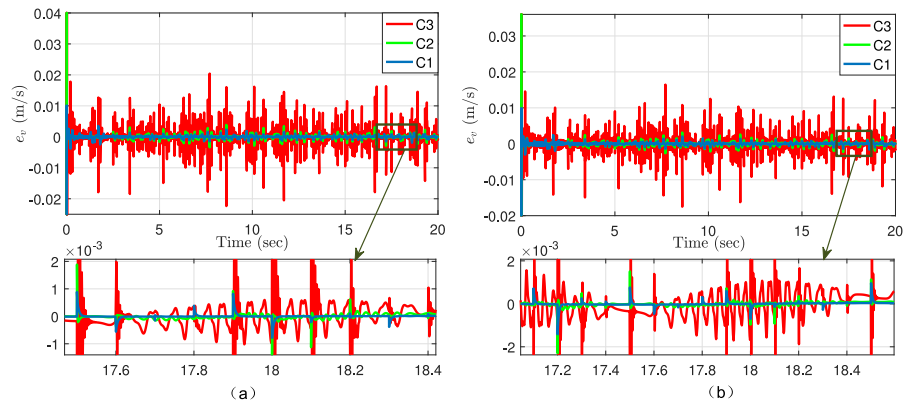 0.04
0.03
0.02
0.01
0
-0.01
-0.02
e_v (m/s)
C3
C2
C1
0 5 10 15 20
Time (sec)
×10⁻³
2
1
0
-1
17.6 17.8 18 18.2 18.4
(a)
0.03
0.02
0.01
0
-0.01
-0.02
e_v (m/s)
C3
C2
C1
0 5 10 15 20
Time (sec)
×10⁻³
2
0
-2
17.2 17.4 17.6 17.8 18 18.2 18.4
(b)